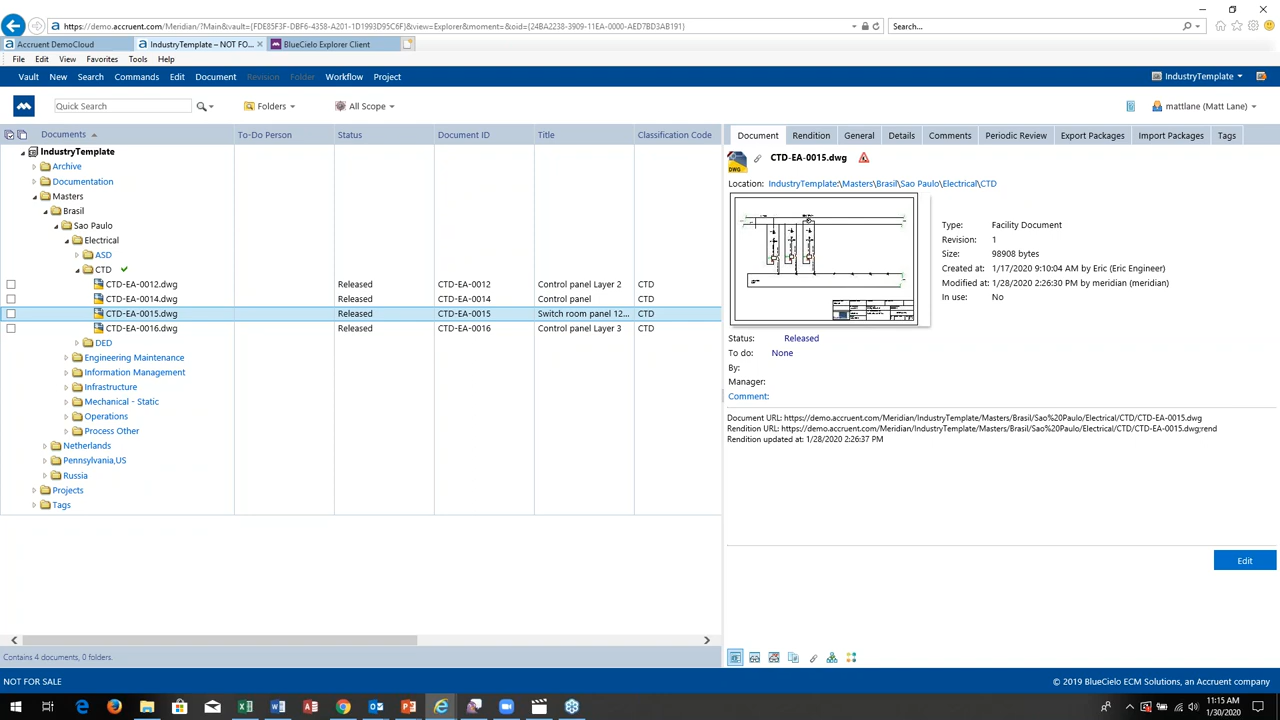 https://demo.accruent.com/Meridian/?Main&vault={FDE85F3F-DBF6-4358-A201-1D1993D95C6F}&view=Explorer&moment=&oid={24BA2238-3909-11EA-0000-AED7BD3AB191}
Search...
Accruent DemoCloud
IndustryTemplate – NOT FO...
BlueCielo Explorer Client
File Edit View Favorites Tools Help
Vault New Search Commands Edit Document Revision Folder Workflow Project
IndustryTemplate
Quick Search
Folders
All Scope
mattlane (Matt Lane)
Documents To-Do Person Status Document ID Title Classification Code
Document Rendition General Details Comments Periodic Review Export Packages Import Packages Tags
IndustryTemplate
Archive
Documentation
Masters
Brasil
Sao Paulo
Electrical
ASD
CTD
CTD-EA-0012.dwg Released CTD-EA-0012 Control panel Layer 2 CTD
CTD-EA-0014.dwg Released CTD-EA-0014 Control panel CTD
CTD-EA-0015.dwg Released CTD-EA-0015 Switch room panel 12... CTD
CTD-EA-0016.dwg Released CTD-EA-0016 Control panel Layer 3 CTD
DED
Engineering Maintenance
Information Management
Infrastructure
Mechanical - Static
Operations
Process Other
Netherlands
Pennsylvania,US
Russia
Projects
Tags
DWG
CTD-EA-0015.dwg
Location: IndustryTemplate:\Masters\Brasil\Sao Paulo\Electrical\CTD
Type: Facility Document
Revision: 1
Size: 98908 bytes
Created at: 1/17/2020 9:10:04 AM by Eric (Eric Engineer)
Modified at: 1/28/2020 2:26:30 PM by meridian (meridian)
In use: No
Status: Released
To do: None
By:
Manager:
Comment:
Document URL: https://demo.accruent.com/Meridian/IndustryTemplate/Masters/Brasil/Sao%20Paulo/Electrical/CTD/CTD-EA-0015.dwg
Rendition URL: https://demo.accruent.com/Meridian/IndustryTemplate/Masters/Brasil/Sao%20Paulo/Electrical/CTD/CTD-EA-0015.dwg;rend
Rendition updated at: 1/28/2020 2:26:37 PM
Edit
Contains 4 documents, 0 folders.
NOT FOR SALE
© 2019 BlueCielo ECM Solutions, an Accruent company
11:15 AM
1/30/2020